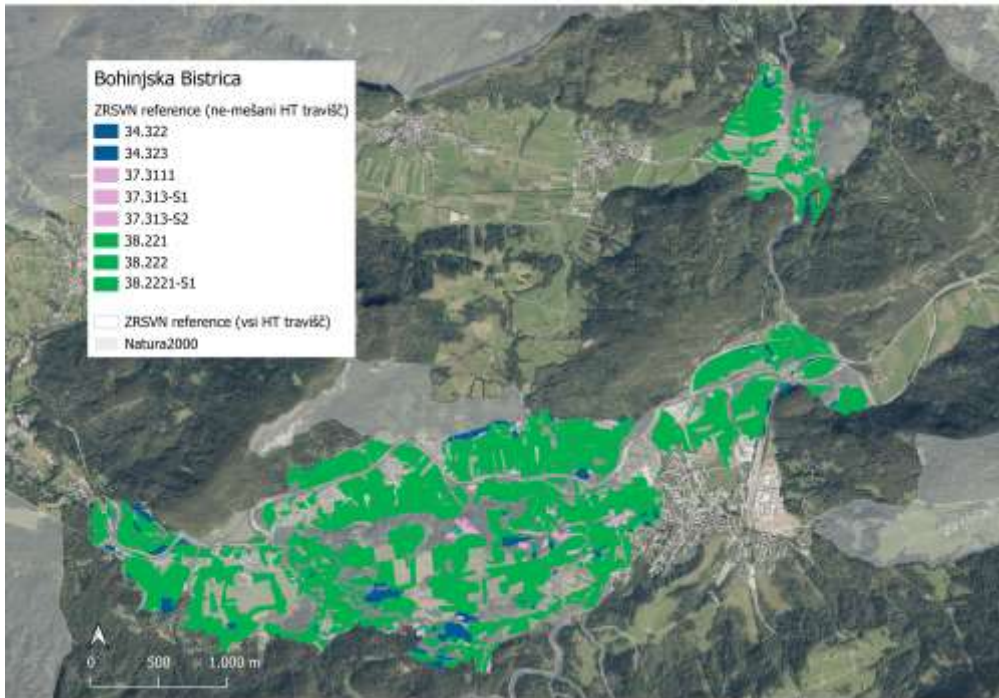 Bohinjska Bistrica
ZRSVN reference (ne-mešani HT travišč)
34.322
34.323
37.3111
37.313-S1
37.313-S2
38.221
38.222
38.2221-S1
ZRSVN reference (vsi HT travišč)
Natura2000
0 500 1.000 m